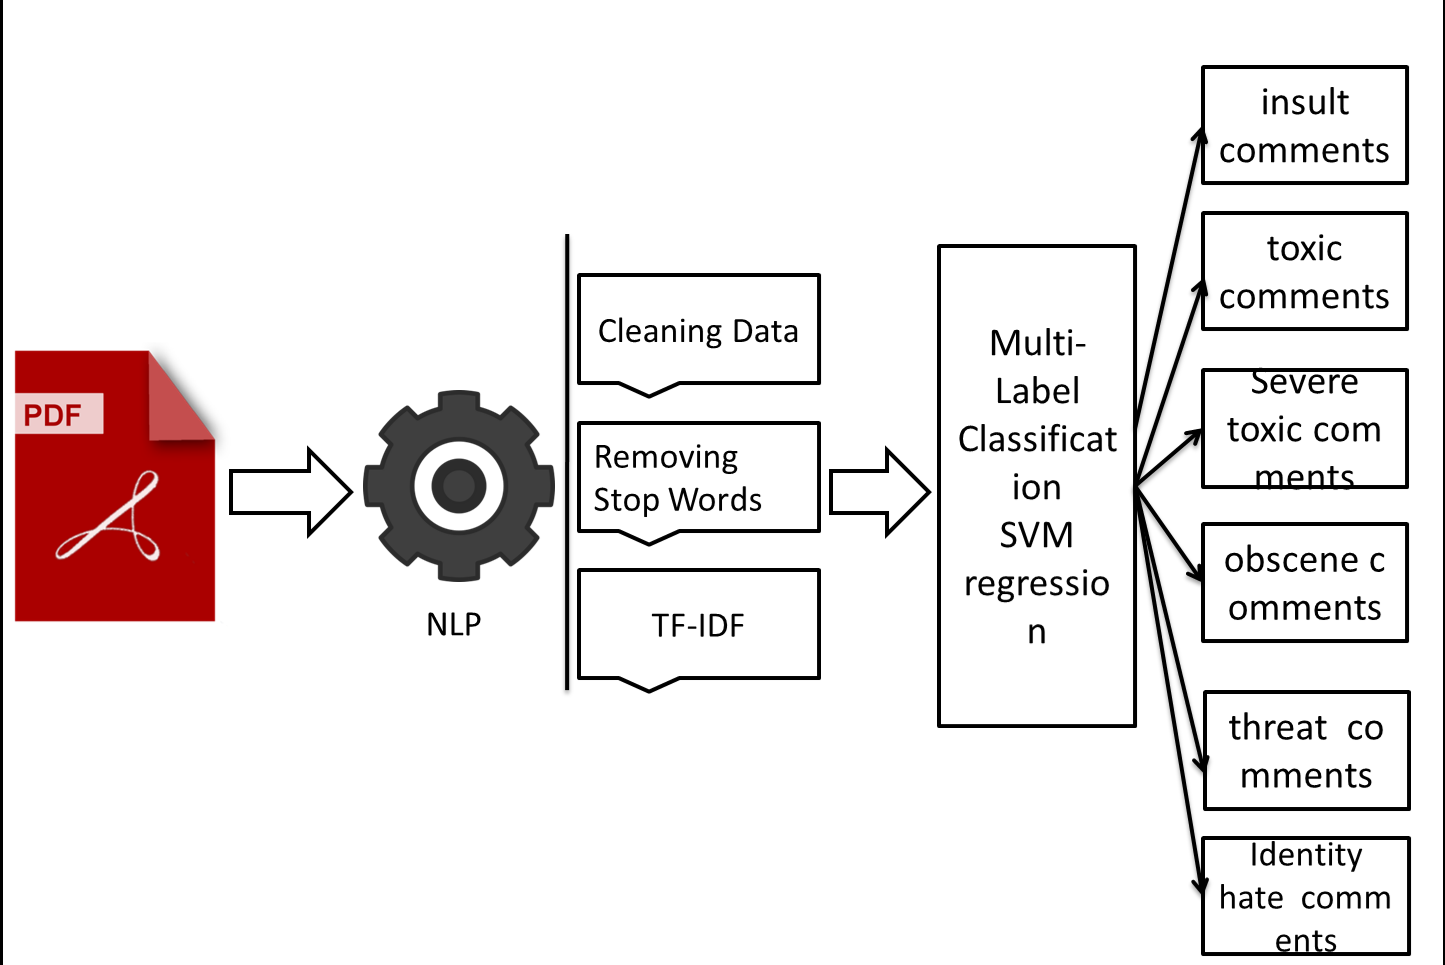 PDF
NLP
Cleaning Data
Removing
Stop Words
TF-IDF
Multi-
Label
Classificat
ion
SVM
regressio
n
insult
comments
toxic
comments
Severe
toxic com
ments
obscene c
omments
threat  co
mments
Identity
hate  comm
ents